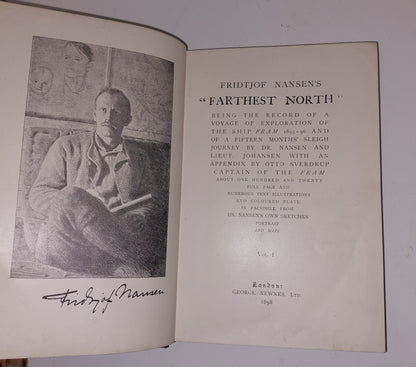 Fridtjof Nansen
FRIDTJOF NANSEN'S
"FARTHEST NORTH"
BEING THE RECORD OF A
VOYAGE OF EXPLORATION OF
THE SHIP FRAM 1893-96 AND
OF A FIFTEEN MONTHS' SLEIGH
JOURNEY BY DR. NANSEN AND
LIEUT. JOHANSEN WITH AN
APPENDIX BY OTTO SVERDRUP
CAPTAIN OF THE FRAM
ABOUT ONE HUNDRED AND TWENTY
FULL PAGE AND
NUMEROUS TEXT ILLUSTRATIONS
AND COLOURED PLATE
IN FACSIMILE FROM
DR. NANSEN'S OWN SKETCHES
PORTRAIT
AND MAPS
VOL. I
London:
GEORGE NEWNES, LTD
1898